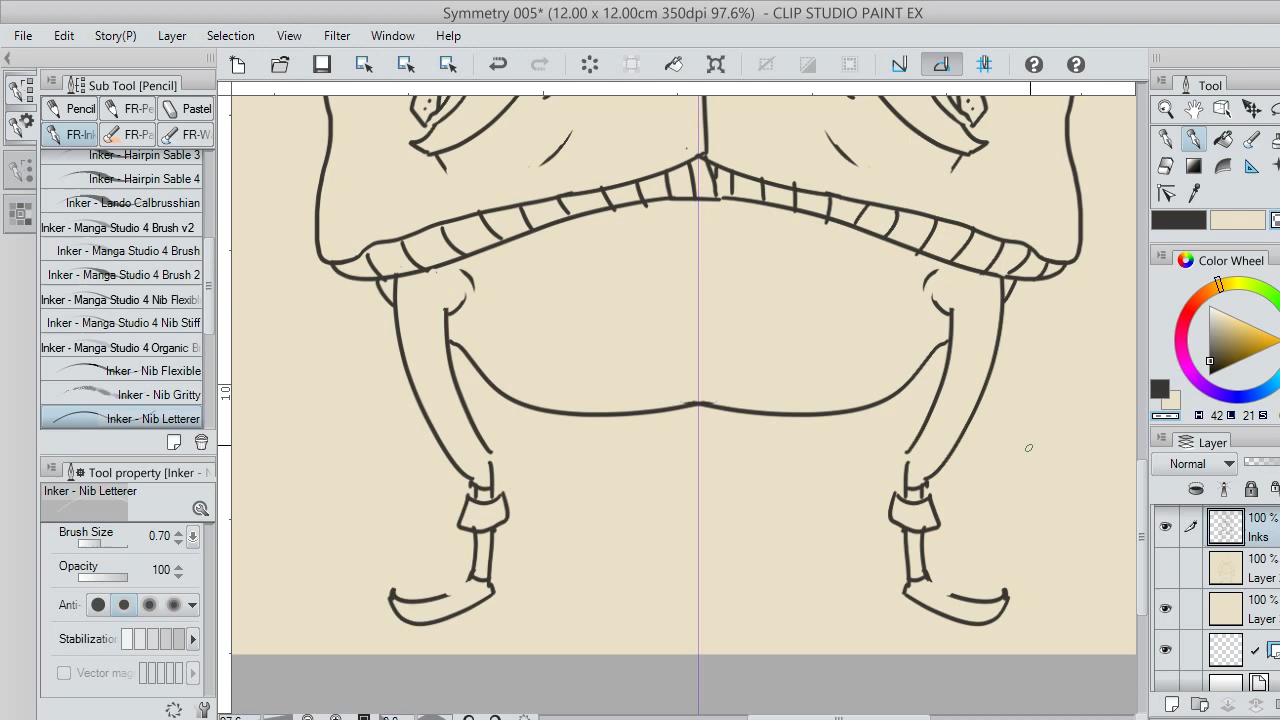 Symmetry 005* (12.00 x 12.00cm 350dpi 97.6%) - CLIP STUDIO PAINT EX
File Edit Story(P) Layer Selection View Filter Window Help
Sub Tool [Pencil]
Pencil FR-Pe Pastel
FR-Ink FR-Pa FR-W
Inker - Hairpin Sable 3
Inker - Hairpin Sable 4
Inker - Lando Calbrusshian
Inker - Manga Studio 4 Brush v2
Inker - Manga Studio 4 Brush
Inker - Manga Studio 4 Brush 2
Inker - Manga Studio 4 Nib Flexibl
Inker - Manga Studio 4 Nib Stiff
Inker - Manga Studio 4 Organic B
Inker - Nib Flexible
Inker - Nib Gritty
Inker - Nib Letterer
Tool property [Inker - N
Inker - Nib Letterer
Brush Size 0.70
Opacity 100
Anti-
Stabilization
Vector mag
10
Tool
Color Wheel
H 42 L 21 S
Layer
Normal
100 %
Inks
100 %
Layer
100 %
Layer